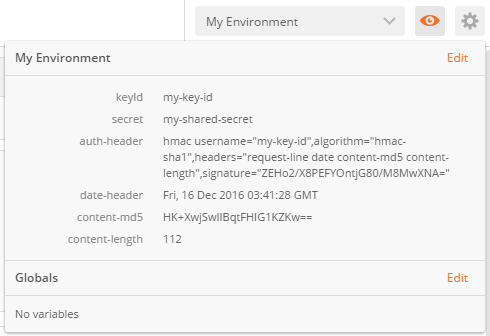 My Environment
My Environment Edit
keyId my-key-id
secret my-shared-secret
auth-header hmac username="my-key-id",algorithm="hmac-
sha1",headers="request-line date content-md5 content-
length",signature="ZEHo2/X8PEFYOntjG80/M8MwXNA="
date-header Fri, 16 Dec 2016 03:41:28 GMT
content-md5 HK+XwjSwlIBqtFHIG1KZKw==
content-length 112
Globals Edit
No variables